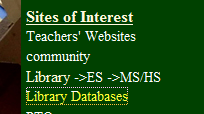 Sites of Interest
Teachers' Websites
community
Library ->ES ->MS/HS
Library Databases